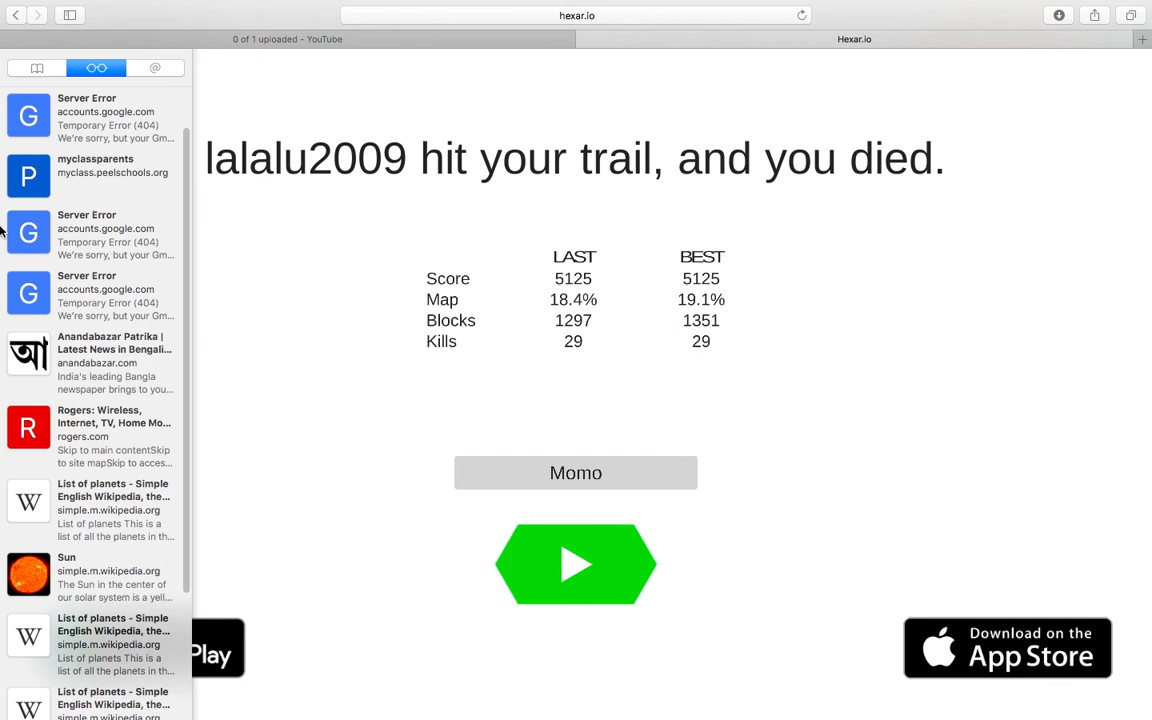 hexar.io
0 of 1 uploaded - YouTube
Hexar.io
@
Server Error
accounts.google.com
Temporary Error (404)
We're sorry, but your Gm...
G
myclassparents
myclass.peelschools.org
P
Server Error
accounts.google.com
Temporary Error (404)
We're sorry, but your Gm...
G
Server Error
accounts.google.com
Temporary Error (404)
We're sorry, but your Gm...
G
Anandabazar Patrika |
Latest News in Bengali...
anandabazar.com
India's leading Bangla
newspaper brings to you...
আ
Rogers: Wireless,
Internet, TV, Home Mo...
rogers.com
Skip to main contentSkip
to site mapSkip to acces...
R
List of planets - Simple
English Wikipedia, the...
simple.m.wikipedia.org
List of planets This is a
list of all the planets in th...
W
Sun
simple.m.wikipedia.org
The Sun in the center of
our solar system is a yell...
List of planets - Simple
English Wikipedia, the...
simple.m.wikipedia.org
List of planets This is a
list of all the planets in th...
W
List of planets - Simple
English Wikipedia, the...
simple.m.wikipedia.org
W
lalalu2009 hit your trail, and you died.
LAST BEST
Score 5125 5125
Map 18.4% 19.1%
Blocks 1297 1351
Kills 29 29
Momo
Play
Download on the
App Store